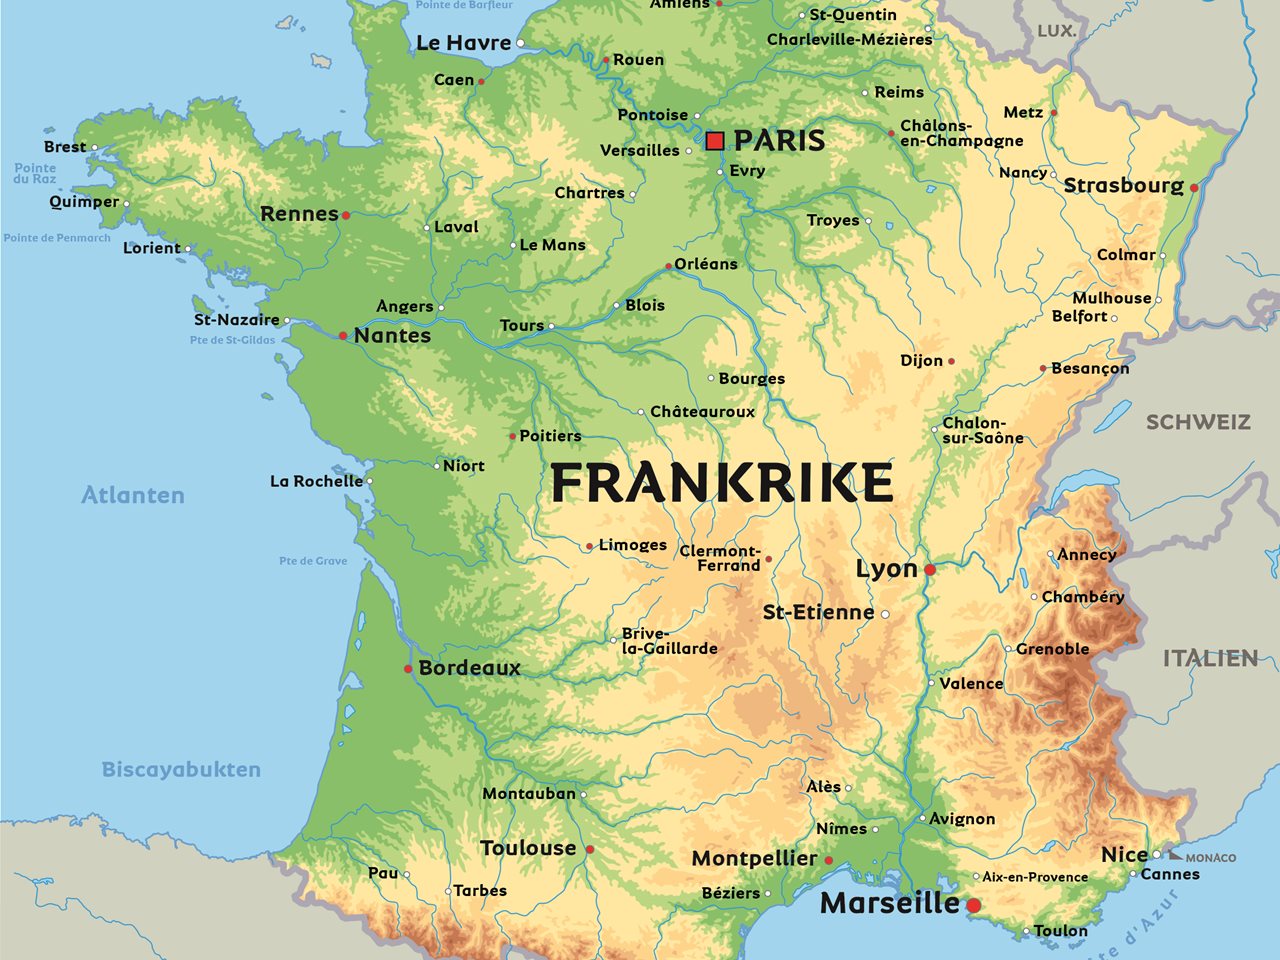 Pointe de Barfleur
Amiens
St-Quentin
LUX.
Charleville-Mézières
Le Havre
Rouen
Caen
Reims
Pontoise
Metz
Châlons-
en-Champagne
PARIS
Brest
Versailles
Pointe
du Raz
Evry
Nancy
Strasbourg
Chartres
Quimper
Rennes
Troyes
Laval
Pointe de Penmarch
Lorient
Le Mans
Colmar
Orléans
Mulhouse
Angers
Blois
Belfort
St-Nazaire
Tours
Nantes
Pte de St-Gildas
Dijon
Besançon
Bourges
Châteauroux
SCHWEIZ
Chalon-
sur-Saône
Poitiers
Niort
La Rochelle
FRANKRIKE
Atlanten
Limoges
Clermont-
Ferrand
Annecy
Pte de Grave
Lyon
Chambéry
St-Etienne
Brive-
la-Gaillarde
Grenoble
ITALIEN
Bordeaux
Valence
Biscayabukten
Alès
Montauban
Avignon
Nîmes
Toulouse
Montpellier
Nice
MONACO
Pau
Cannes
Aix-en-Provence
Tarbes
Béziers
Marseille
Toulon
d'Azur